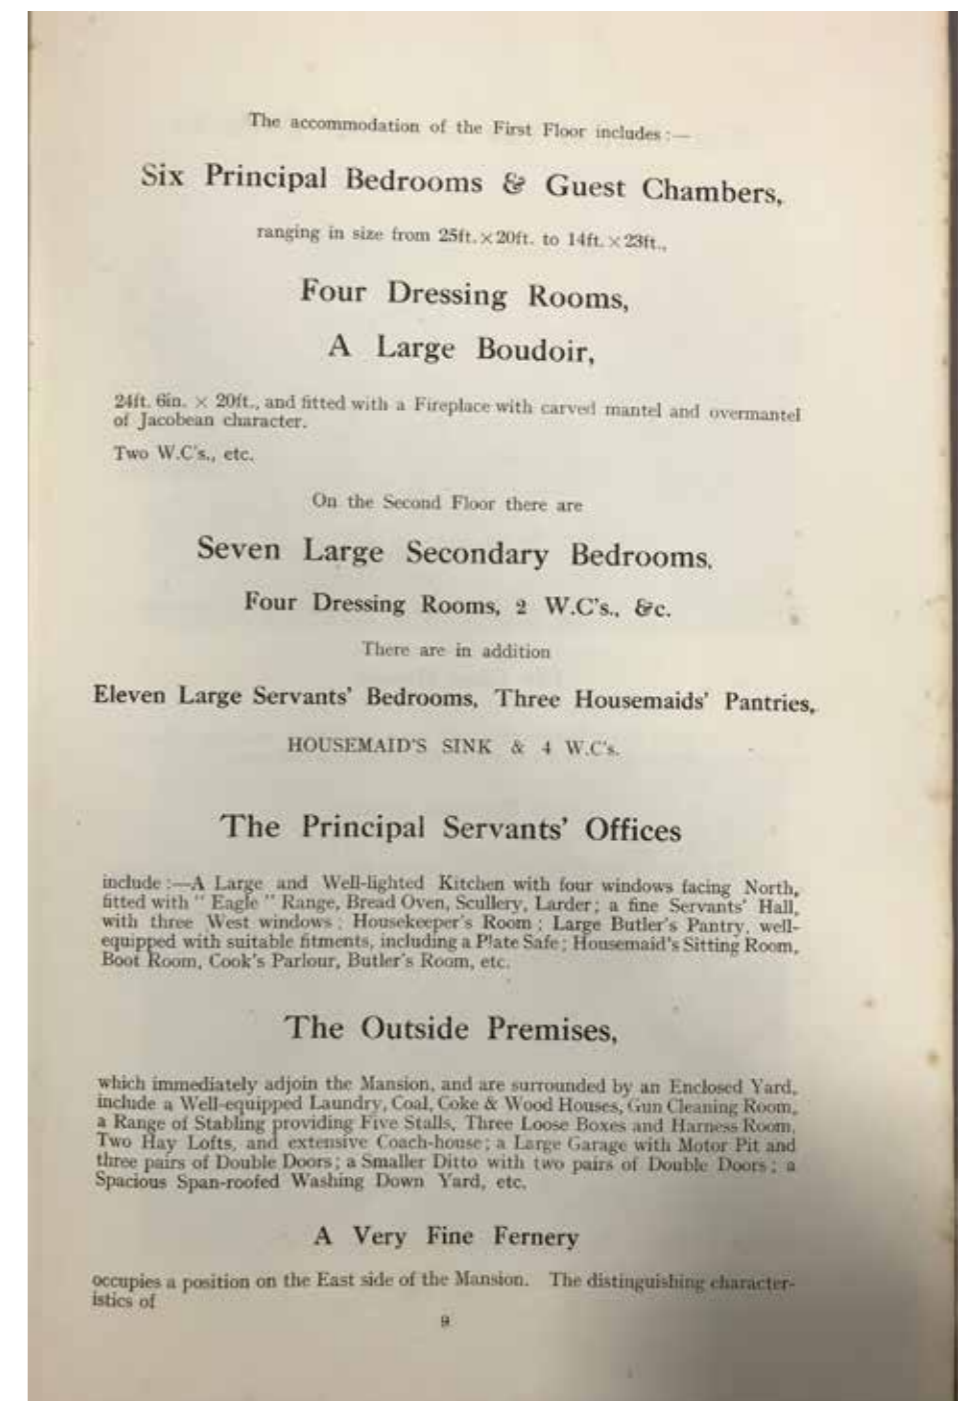 The accommodation of the First Floor includes :—
Six Principal Bedrooms & Guest Chambers,
ranging in size from 25ft. × 20ft. to 14ft. × 23ft.,
Four Dressing Rooms,
A Large Boudoir,
24ft. 6in. × 20ft., and fitted with a Fireplace with carved mantel and overmantel
of Jacobean character.
Two W.C's., etc.
On the Second Floor there are
Seven Large Secondary Bedrooms,
Four Dressing Rooms, 2 W.C's., &c.
There are in addition
Eleven Large Servants' Bedrooms, Three Housemaids' Pantries,
HOUSEMAID'S SINK & 4 W.C's.
The Principal Servants' Offices
include :—A Large and Well-lighted Kitchen with four windows facing North,
fitted with " Eagle " Range, Bread Oven, Scullery, Larder ; a fine Servants' Hall,
with three West windows ; Housekeeper's Room ; Large Butler's Pantry, well-
equipped with suitable fitments, including a Plate Safe ; Housemaid's Sitting Room,
Boot Room, Cook's Parlour, Butler's Room, etc.
The Outside Premises,
which immediately adjoin the Mansion, and are surrounded by an Enclosed Yard,
include a Well-equipped Laundry, Coal, Coke & Wood Houses, Gun Cleaning Room,
a Range of Stabling providing Five Stalls, Three Loose Boxes and Harness Room,
Two Hay Lofts, and extensive Coach-house ; a Large Garage with Motor Pit and
three pairs of Double Doors ; a Smaller Ditto with two pairs of Double Doors ; a
Spacious Span-roofed Washing Down Yard, etc.
A Very Fine Fernery
occupies a position on the East side of the Mansion. The distinguishing character-
istics of
9